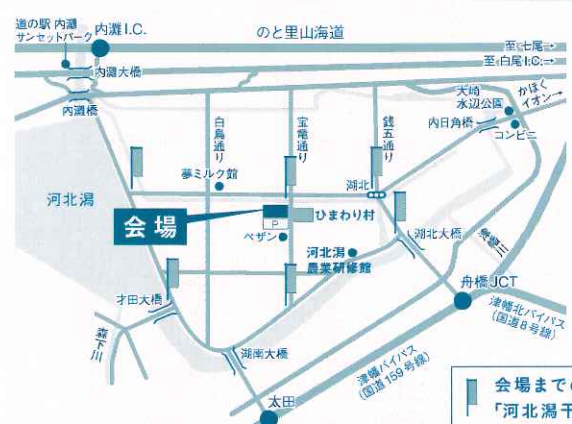 道の駅 内灘
サンセットパーク
内灘I.C.
のと里山海道
至 七尾→
至 白尾I.C.→
内灘大橋
内灘橋
白鳥通り
宝竜通り
銭五通り
大崎
水辺公園
かほく
イオン→
内日角橋
コンビニ
夢ミルク館
湖北
河北潟
会場
P
ひまわり村
ベザン
湖北大橋
河北潟
農業研修館
津幡川
舟橋JCT
才田大橋
津幡北バイパス
(国道8号線)
森下川
湖南大橋
津幡バイパス
(国道159号線)
太田
会場までの
「河北潟干